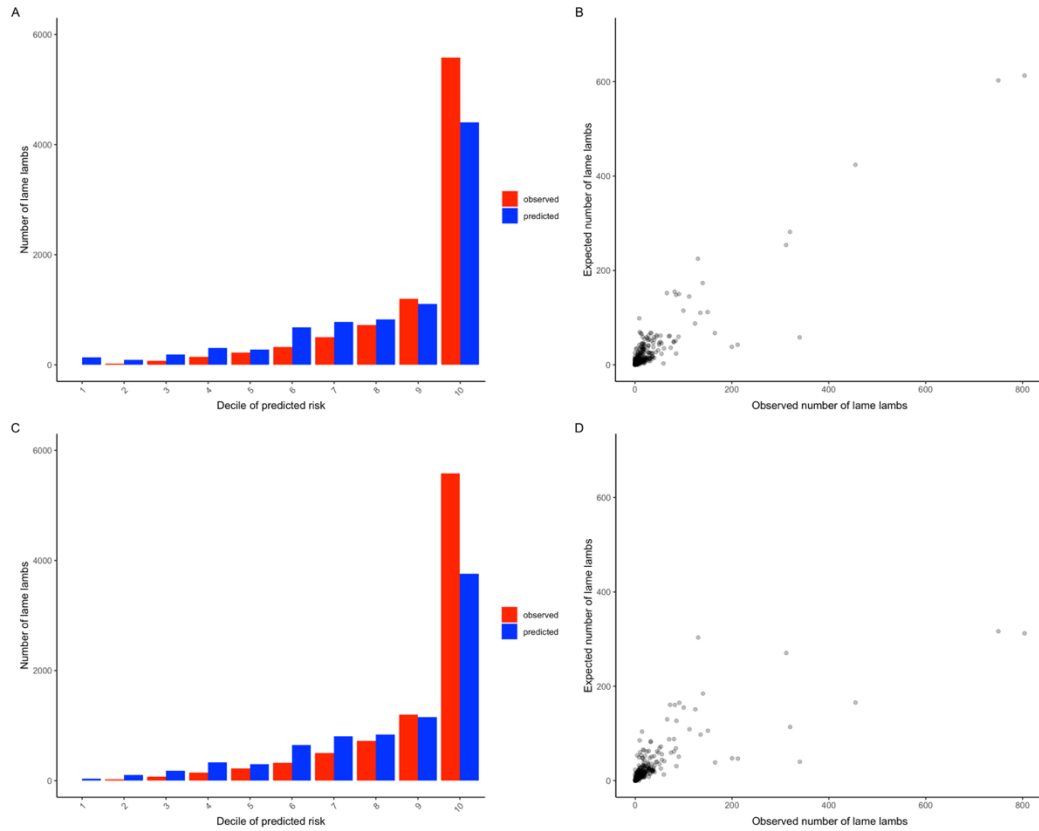 A
6000
4000
2000
0
Number of lame lambs
1 2 3 4 5 6 7 8 9 10
Decile of predicted risk
observed
predicted
B
600
400
200
0
Expected number of lame lambs
0 200 400 600 800
Observed number of lame lambs
C
6000
4000
2000
0
Number of lame lambs
1 2 3 4 5 6 7 8 9 10
Decile of predicted risk
observed
predicted
D
600
400
200
0
Expected number of lame lambs
0 200 400 600 800
Observed number of lame lambs